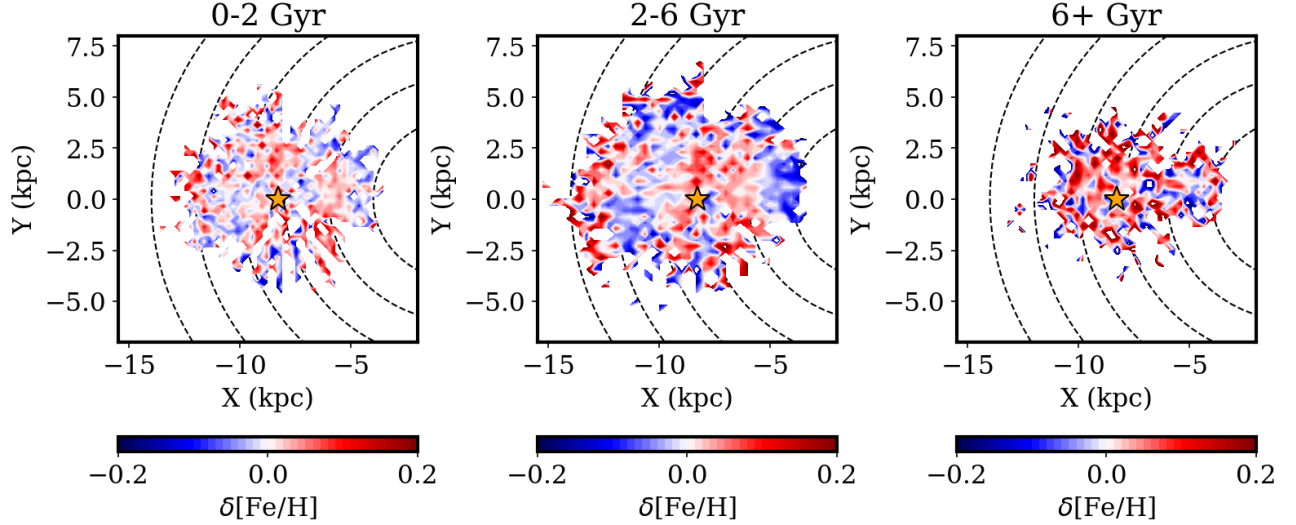 0-2 Gyr 2-6 Gyr 6+ Gyr
7.5 7.5 7.5
5.0 5.0 5.0
2.5 2.5 2.5
0.0 0.0 0.0
−2.5 −2.5 −2.5
−5.0 −5.0 −5.0
Y (kpc) Y (kpc) Y (kpc)
−15 −10 −5 −15 −10 −5 −15 −10 −5
X (kpc) X (kpc) X (kpc)
−0.2 0.0 0.2 −0.2 0.0 0.2 −0.2 0.0 0.2
δ[Fe/H] δ[Fe/H] δ[Fe/H]